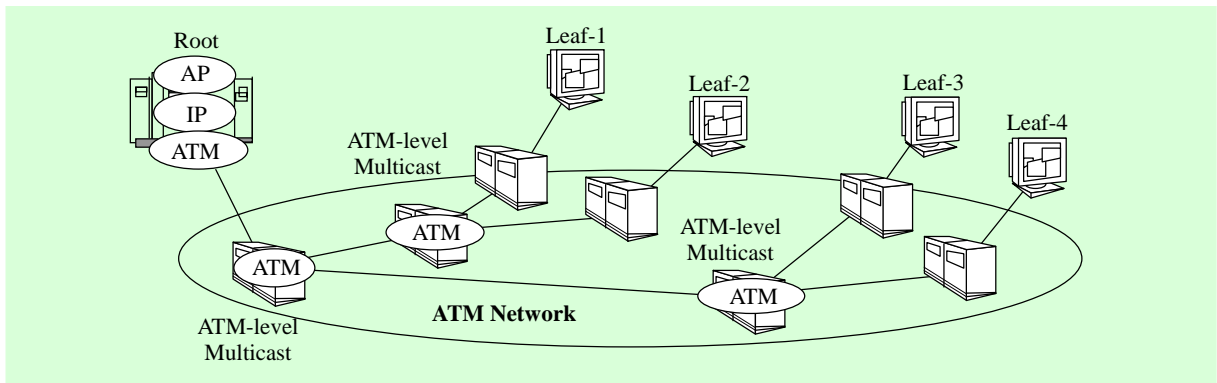 Root
AP
IP
ATM
Leaf-1
Leaf-2
Leaf-3
Leaf-4
ATM-level
Multicast
ATM
ATM-level
Multicast
ATM
ATM
ATM Network
ATM-level
Multicast